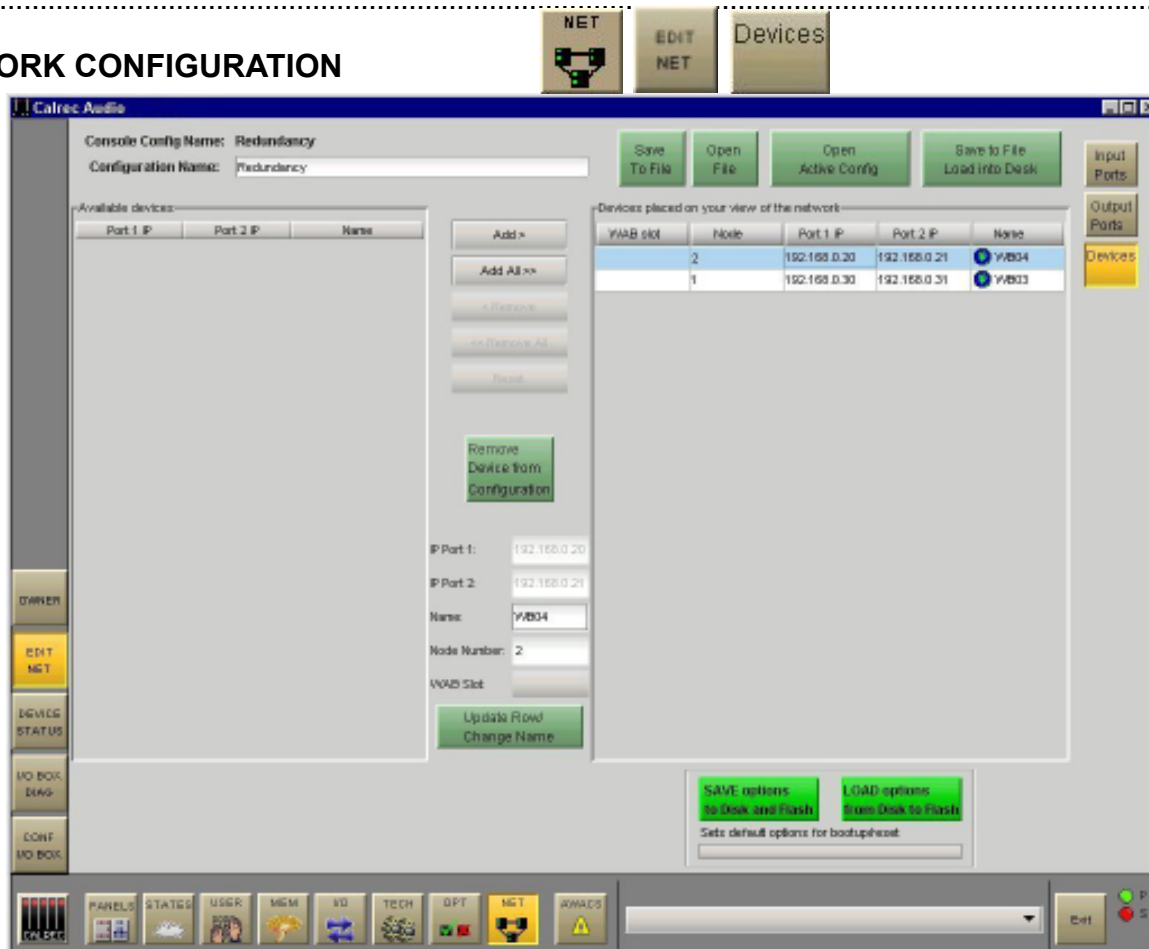 NET
EDIT
NET
Devices
ORK CONFIGURATION
Calrec Audio
Console Config Name: Redundancy
Configuration Name: Redundancy
Save
To File
Open
File
Open
Active Config
Save to File
Load into Desk
Input
Ports
Output
Ports
Devices
Available devices
Port 1 IP Port 2 IP Name
Add >
Add All >>
< Remove
<< Remove All
Reset
Remove
Device from
Configuration
IP Port 1: 192.168.0.20
IP Port 2: 192.168.0.21
Name: WB04
Node Number: 2
WAB Slot
Update Row/
Change Name
Devices placed on your view of the network
WAB slot Node Port 1 IP Port 2 IP Name
2 192.168.0.20 192.168.0.21 WB04
1 192.168.0.30 192.168.0.31 WB03
SAVE options
to Disk and Flash
LOAD options
from Disk to Flash
Sets default options for bootup/reset
OWNER
EDIT
NET
DEVICE
STATUS
I/O BOX
DIAG
CONF
I/O BOX
CALREC
PANELS
STATES
USER
MEM
I/O
TECH
OPT
NET
AWACS
Exit
P
S